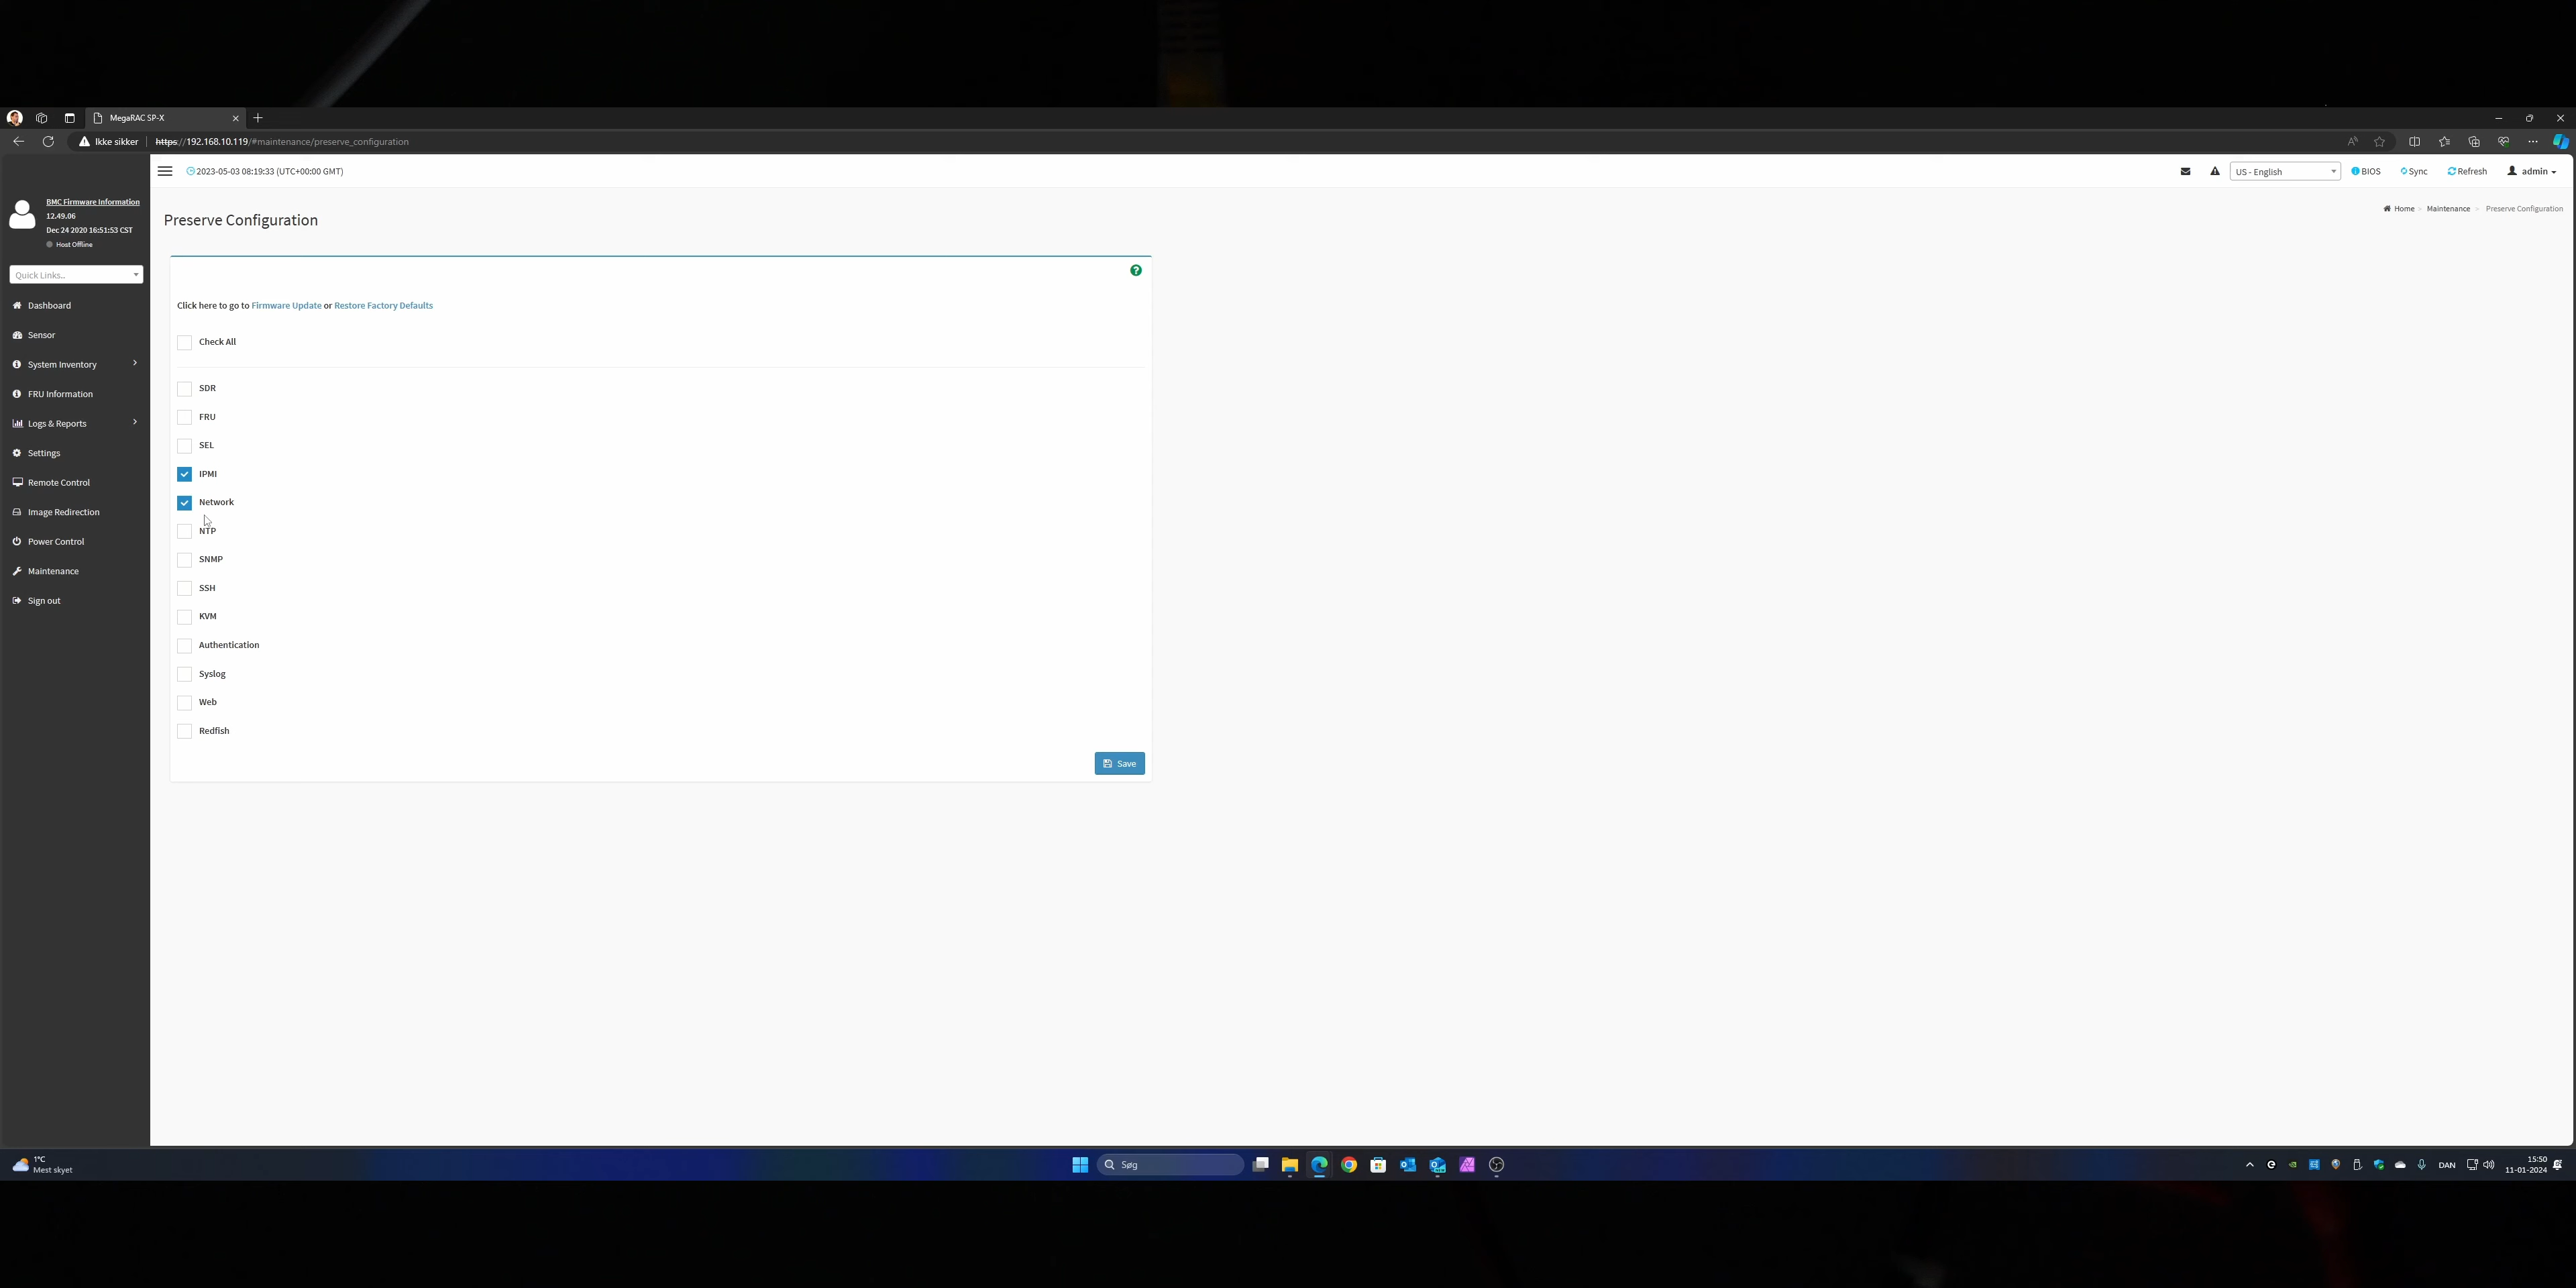 MegaRAC SP-X
Ikke sikker
https://192.168.10.119/#maintenance/preserve_configuration
2023-05-03 08:19:33 (UTC+00:00 GMT)
US - English
BIOS
Sync
Refresh
admin
BMC Firmware Information
12.49.06
Dec 24 2020 16:51:53 CST
Host Offline
Quick Links..
Dashboard
Sensor
System Inventory
FRU Information
Logs & Reports
Settings
Remote Control
Image Redirection
Power Control
Maintenance
Sign out
Preserve Configuration
Home > Maintenance > Preserve Configuration
Click here to go to Firmware Update or Restore Factory Defaults
Check All
SDR
FRU
SEL
IPMI
Network
NTP
SNMP
SSH
KVM
Authentication
Syslog
Web
Redfish
Save
1°C
Mest skyet
Søg
DAN
15:50
11-01-2024